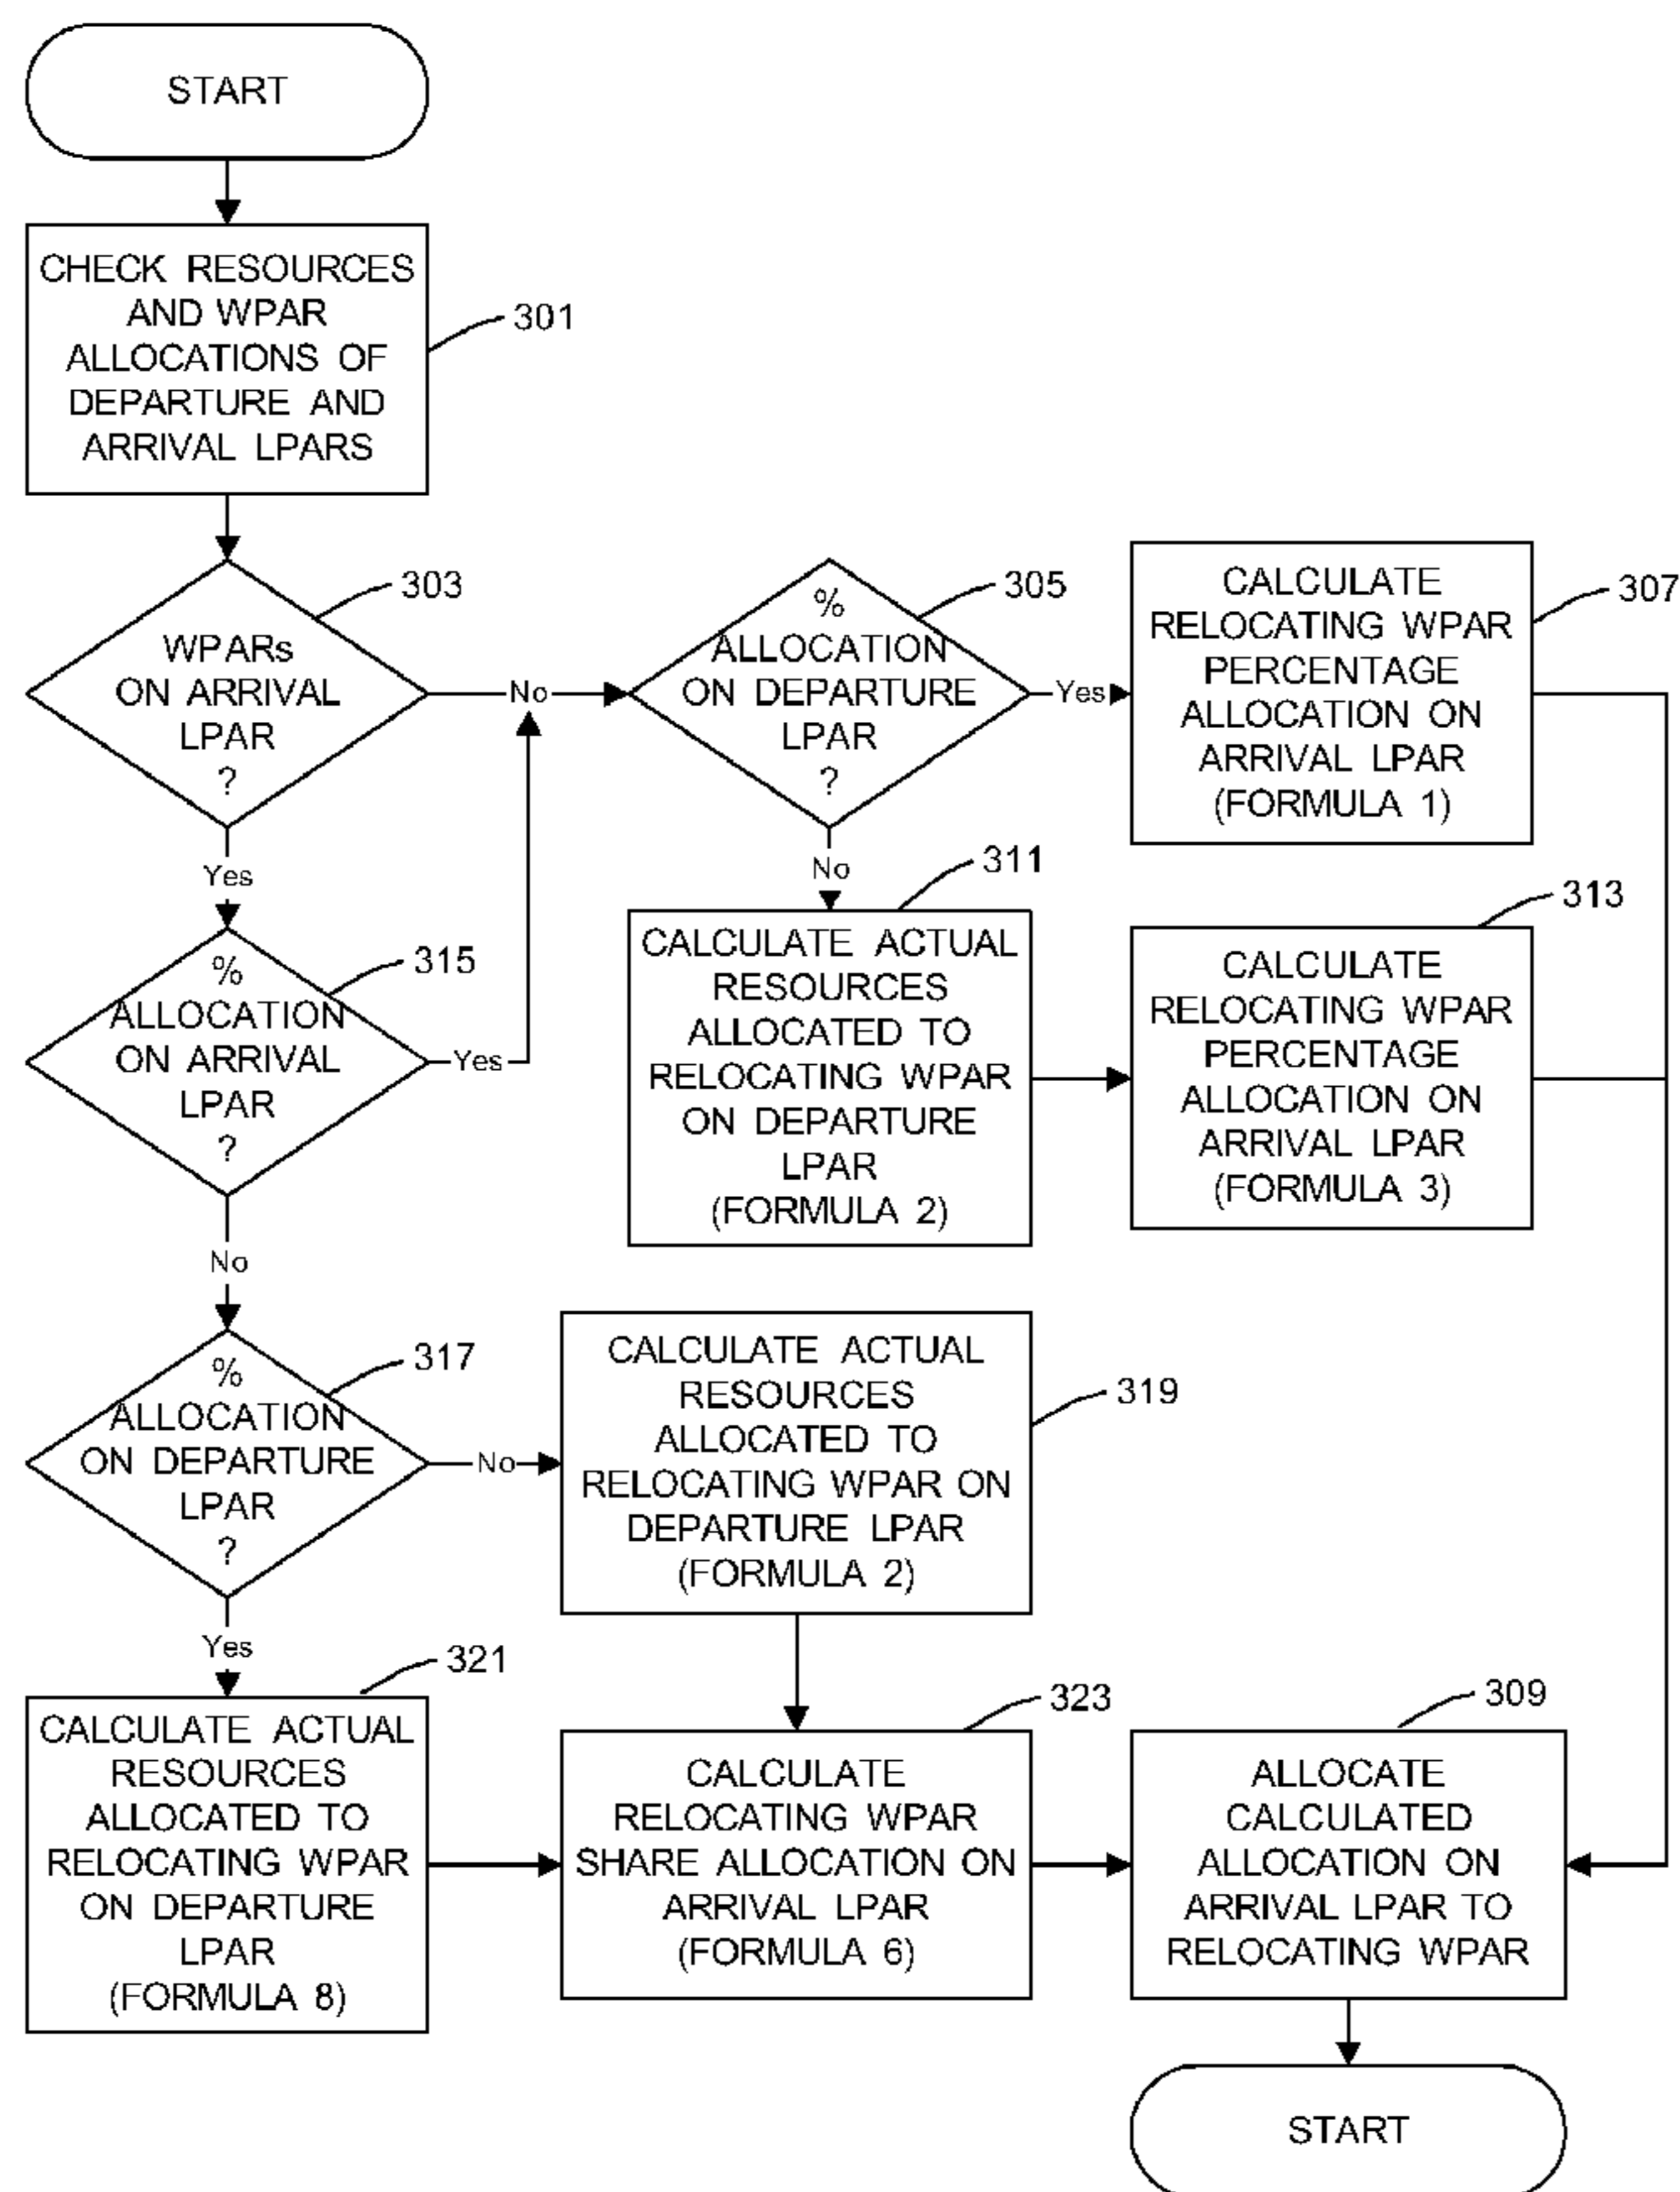 START
CHECK RESOURCES
AND WPAR
ALLOCATIONS OF
DEPARTURE AND
ARRIVAL LPARS
301
WPARs
ON ARRIVAL
LPAR
?
303
No
Yes
%
ALLOCATION
ON DEPARTURE
LPAR
?
305
Yes
No
CALCULATE
RELOCATING WPAR
PERCENTAGE
ALLOCATION ON
ARRIVAL LPAR
(FORMULA 1)
307
%
ALLOCATION
ON ARRIVAL
LPAR
?
315
Yes
No
CALCULATE ACTUAL
RESOURCES
ALLOCATED TO
RELOCATING WPAR
ON DEPARTURE
LPAR
(FORMULA 2)
311
CALCULATE
RELOCATING WPAR
PERCENTAGE
ALLOCATION ON
ARRIVAL LPAR
(FORMULA 3)
313
%
ALLOCATION
ON DEPARTURE
LPAR
?
317
No
Yes
CALCULATE ACTUAL
RESOURCES
ALLOCATED TO
RELOCATING WPAR ON
DEPARTURE LPAR
(FORMULA 2)
319
CALCULATE ACTUAL
RESOURCES
ALLOCATED TO
RELOCATING WPAR
ON DEPARTURE
LPAR
(FORMULA 8)
321
CALCULATE
RELOCATING WPAR
SHARE ALLOCATION ON
ARRIVAL LPAR
(FORMULA 6)
323
ALLOCATE
CALCULATED
ALLOCATION ON
ARRIVAL LPAR TO
RELOCATING WPAR
309
START